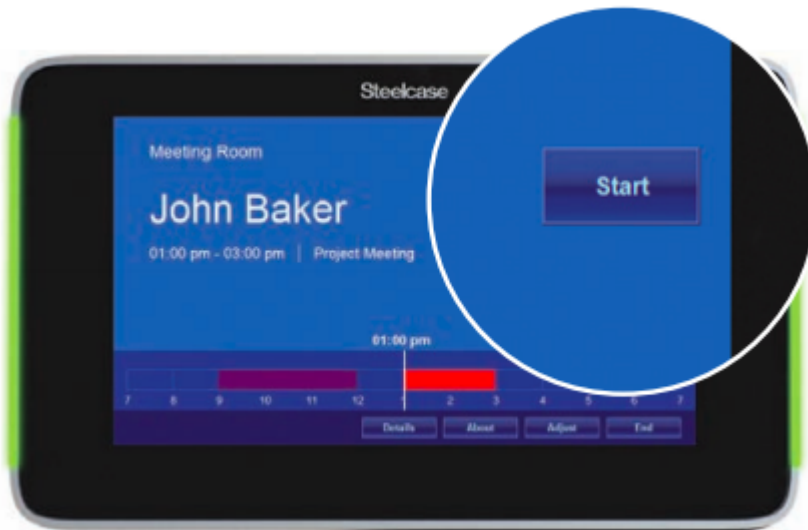 Steelcase
Meeting Room
Start
John Baker
01:00 pm - 03:00 pm | Project Meeting
01:00 pm
7 8 9 10 11 12 1 2 3 4 5 6 7
Details About Adjust End